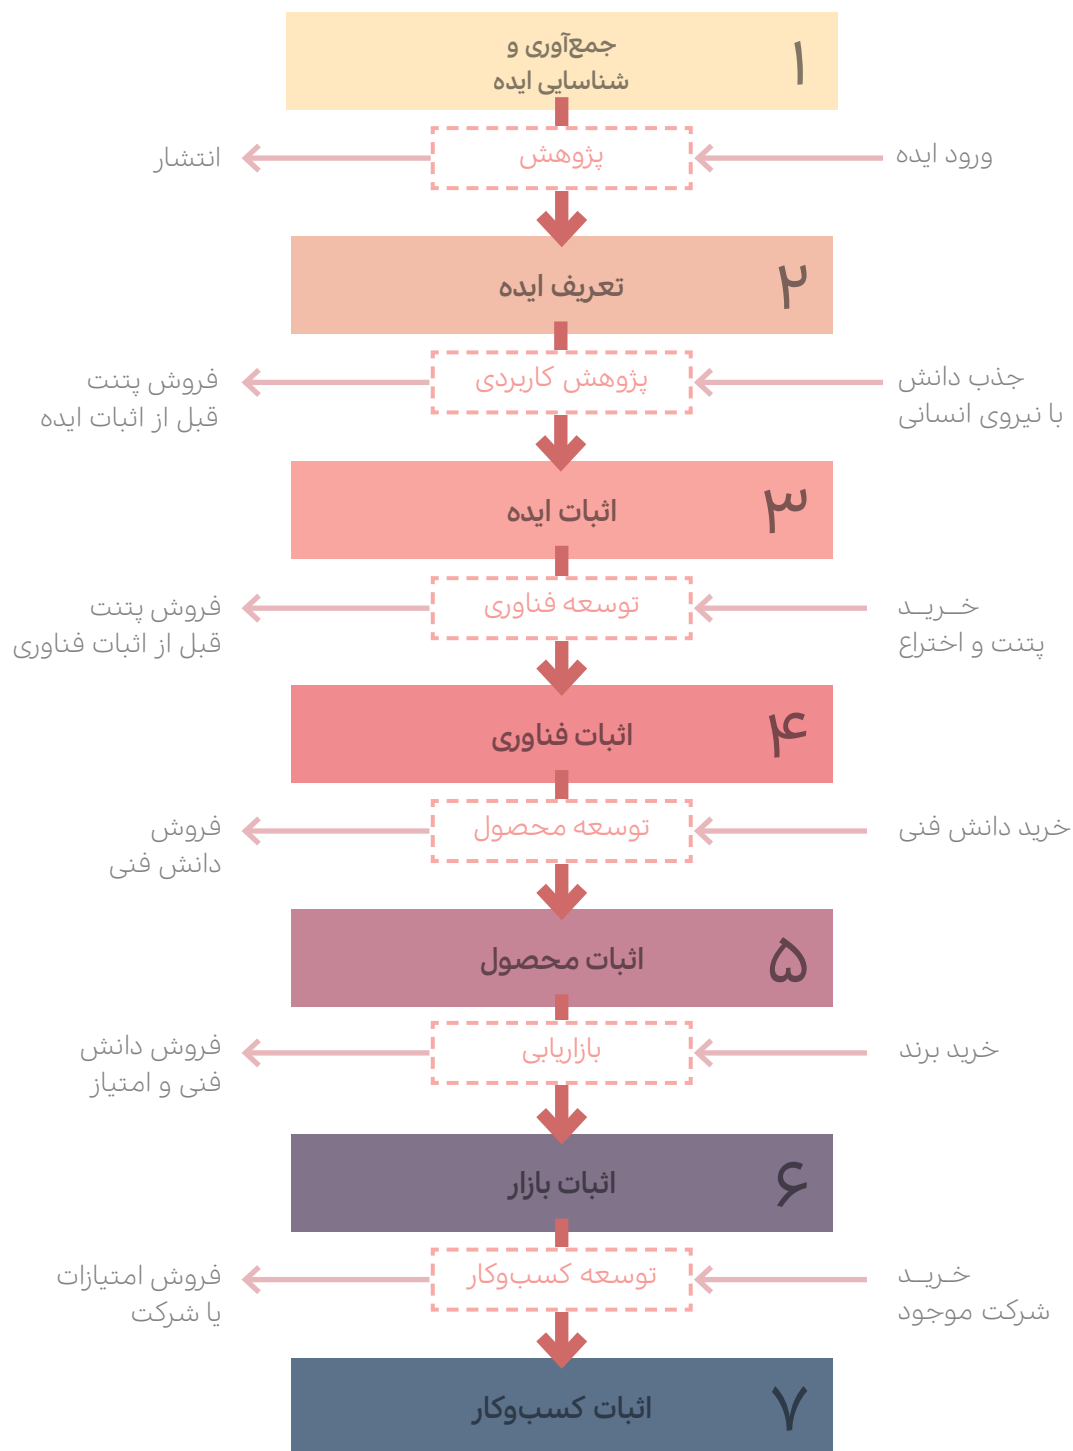 ۱
جمع‌آوری و
شناسایی ایده
ورود ایده
پژوهش
انتشار
۲
تعریف ایده
جذب دانش
با نیروی انسانی
پژوهش کاربردی
فروش پتنت
قبل از اثبات ایده
۳
اثبات ایده
خریـــد
پتنت و اختراع
توسعه فناوری
فروش پتنت
قبل از اثبات فناوری
۴
اثبات فناوری
خرید دانش فنی
توسعه محصول
فروش
دانش فنی
۵
اثبات محصول
خرید برند
بازاریابی
فروش دانش
فنی و امتیاز
۶
اثبات بازار
خریـــد
شرکت موجود
توسعه کسب‌وکار
فروش امتیازات
یا شرکت
۷
اثبات کسب‌وکار